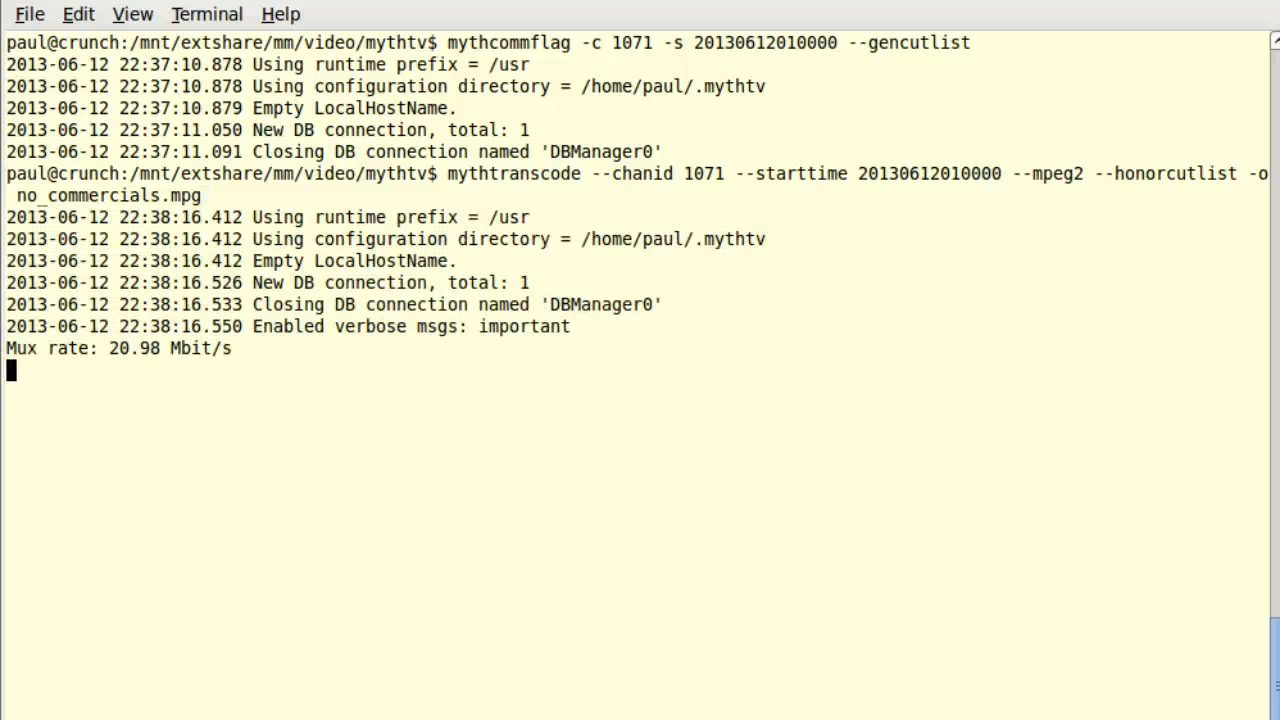 File Edit View Terminal Help
paul@crunch:/mnt/extshare/mm/video/mythtv$ mythcommflag -c 1071 -s 20130612010000 --gencutlist
2013-06-12 22:37:10.878 Using runtime prefix = /usr
2013-06-12 22:37:10.878 Using configuration directory = /home/paul/.mythtv
2013-06-12 22:37:10.879 Empty LocalHostName.
2013-06-12 22:37:11.050 New DB connection, total: 1
2013-06-12 22:37:11.091 Closing DB connection named 'DBManager0'
paul@crunch:/mnt/extshare/mm/video/mythtv$ mythtranscode --chanid 1071 --starttime 20130612010000 --mpeg2 --honorcutlist -o
no_commercials.mpg
2013-06-12 22:38:16.412 Using runtime prefix = /usr
2013-06-12 22:38:16.412 Using configuration directory = /home/paul/.mythtv
2013-06-12 22:38:16.412 Empty LocalHostName.
2013-06-12 22:38:16.526 New DB connection, total: 1
2013-06-12 22:38:16.533 Closing DB connection named 'DBManager0'
2013-06-12 22:38:16.550 Enabled verbose msgs: important
Mux rate: 20.98 Mbit/s